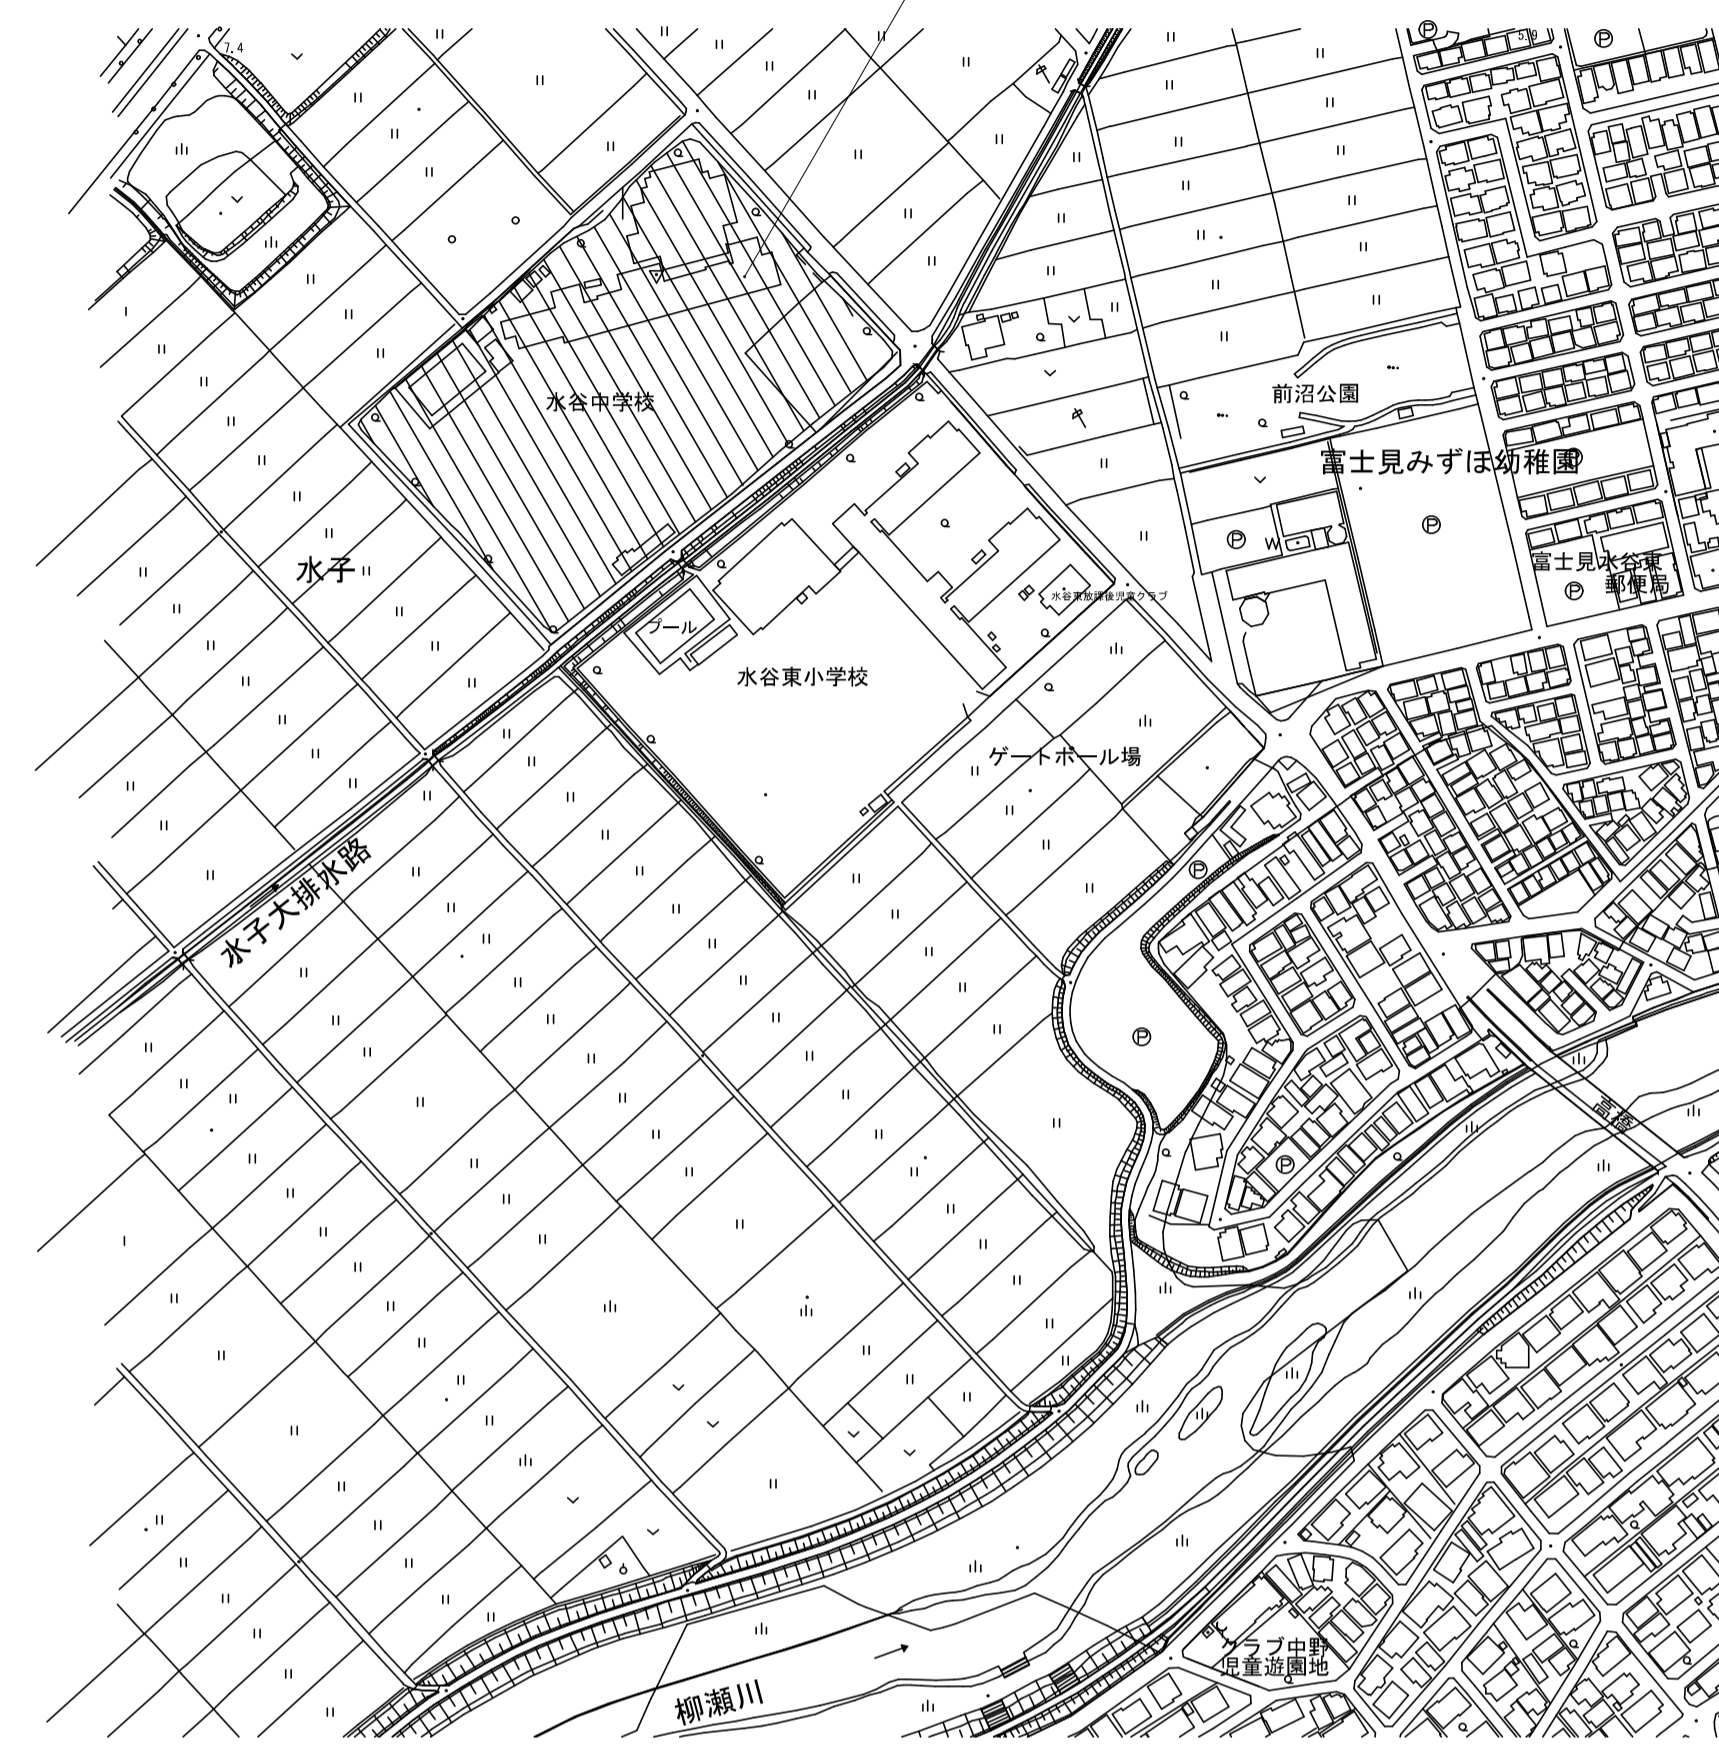 7.4
5.9
水谷中学校
前沼公園
富士見みずほ幼稚園
P
P
P
P
P
W
富士見水谷東
郵便局
P
水子
水谷東放課後児童クラブ
プール
水谷東小学校
ゲートボール場
水子大排水路
P
P
高橋
P
クラブ中野
児童遊園地
柳瀬川